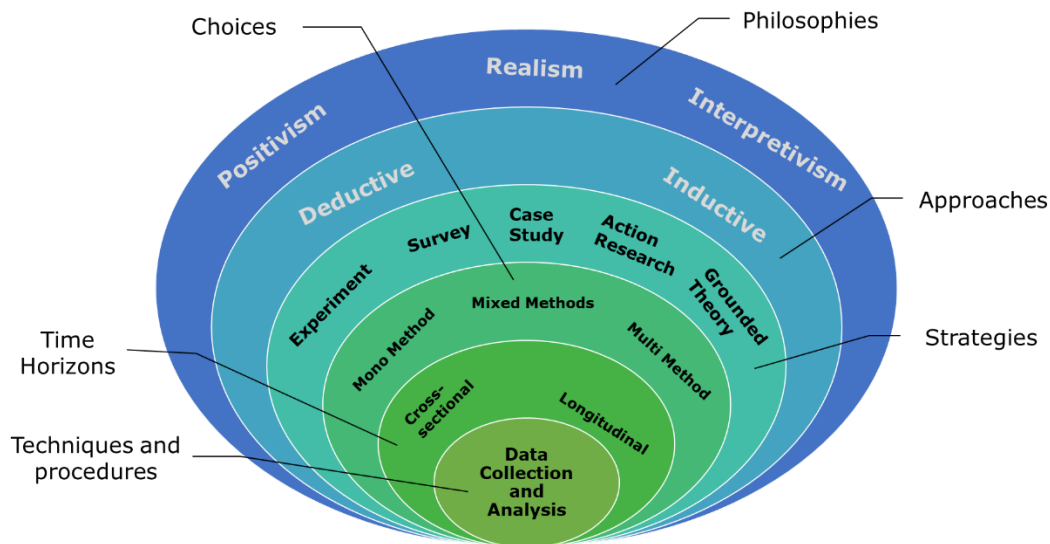 Choices
Philosophies
Realism
Positivism
Interpretivism
Deductive
Inductive
Approaches
Case
Study
Survey
Action
Research
Experiment
Grounded
Theory
Mixed Methods
Mono Method
Multi Method
Strategies
Time
Horizons
Cross-
sectional
Longitudinal
Techniques and
procedures
Data
Collection
and
Analysis